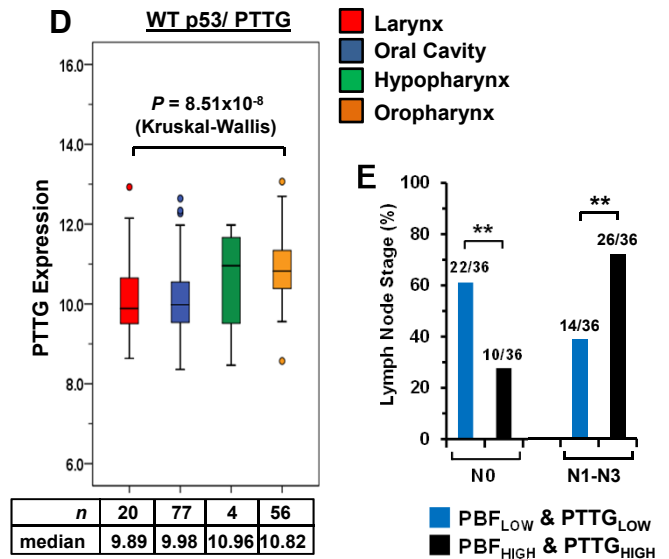 D
WT p53/ PTTG
Larynx
Oral Cavity
Hypopharynx
Oropharynx
16.0
14.0
12.0
10.0
8.0
6.0
PTTG Expression
P = 8.51x10-8
(Kruskal-Wallis)
n 20 77 4 56
median 9.89 9.98 10.96 10.82
E
100
80
60
40
20
0
Lymph Node Stage (%)
**
**
22/36
10/36
14/36
26/36
N0 N1-N3
PBFLOW & PTTGLOW
PBFHIGH & PTTGHIGH